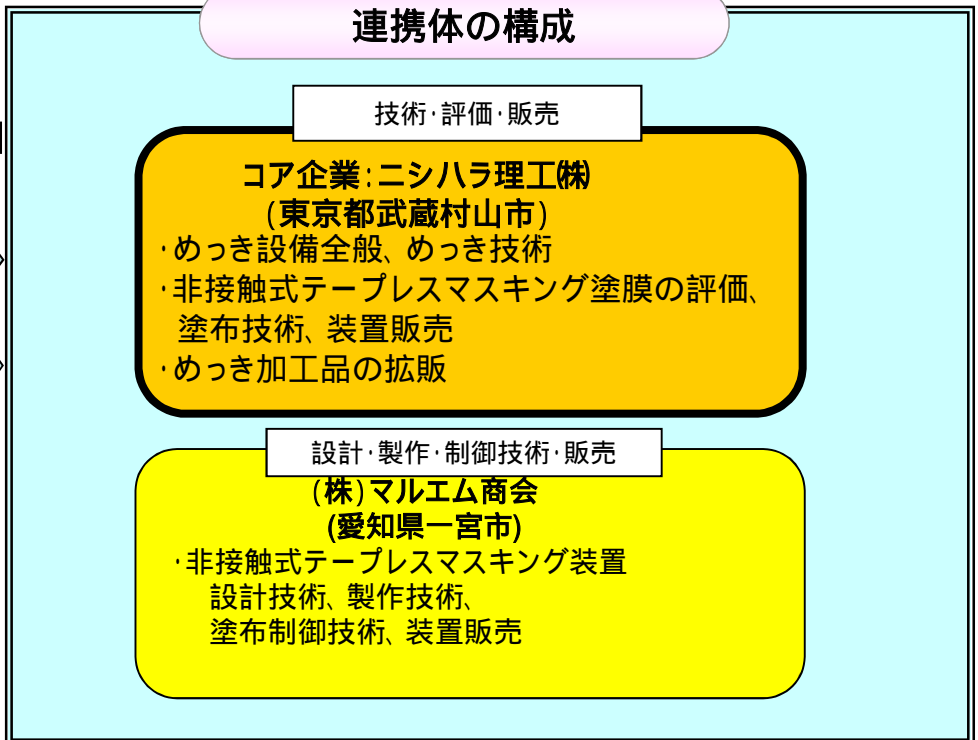 連携体の構成
技術・評価・販売
コア企業:ニシハラ理工㈱
(東京都武蔵村山市)
・めっき設備全般、めっき技術
・非接触式テープレスマスキング塗膜の評価、
塗布技術、装置販売
・めっき加工品の拡販
設計・製作・制御技術・販売
(株)マルエム商会
(愛知県一宮市)
・非接触式テープレスマスキング装置
設計技術、製作技術、
塗布制御技術、装置販売